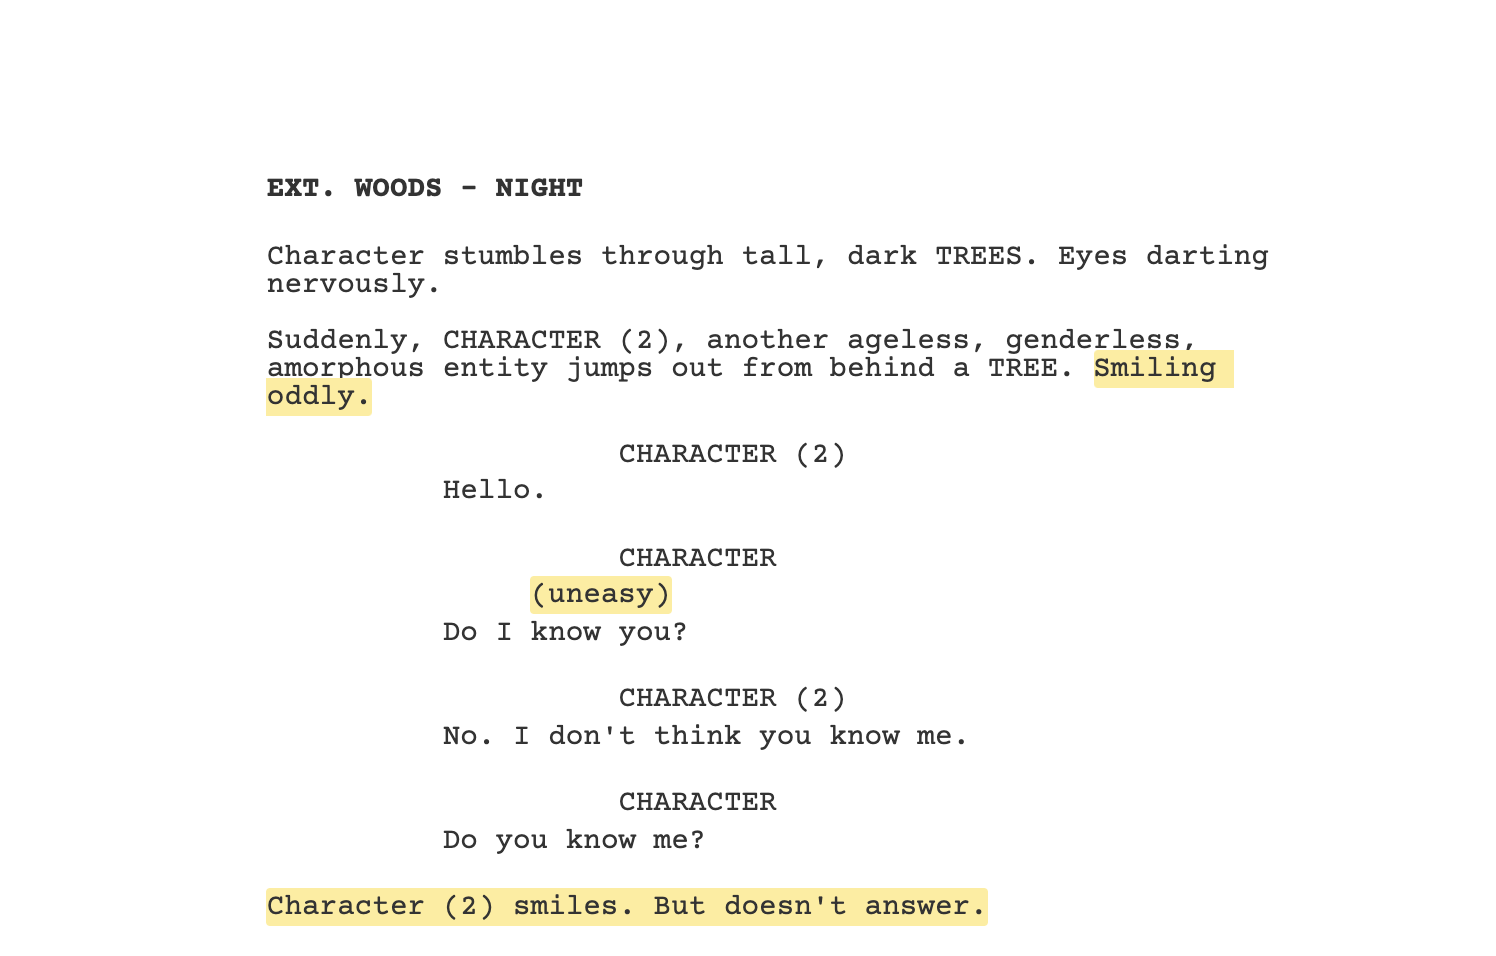 EXT. WOODS - NIGHT
Character stumbles through tall, dark TREES. Eyes darting
nervously.
Suddenly, CHARACTER (2), another ageless, genderless,
amorphous entity jumps out from behind a TREE. Smiling
oddly.
CHARACTER (2)
Hello.
CHARACTER
(uneasy)
Do I know you?
CHARACTER (2)
No. I don't think you know me.
CHARACTER
Do you know me?
Character (2) smiles. But doesn't answer.